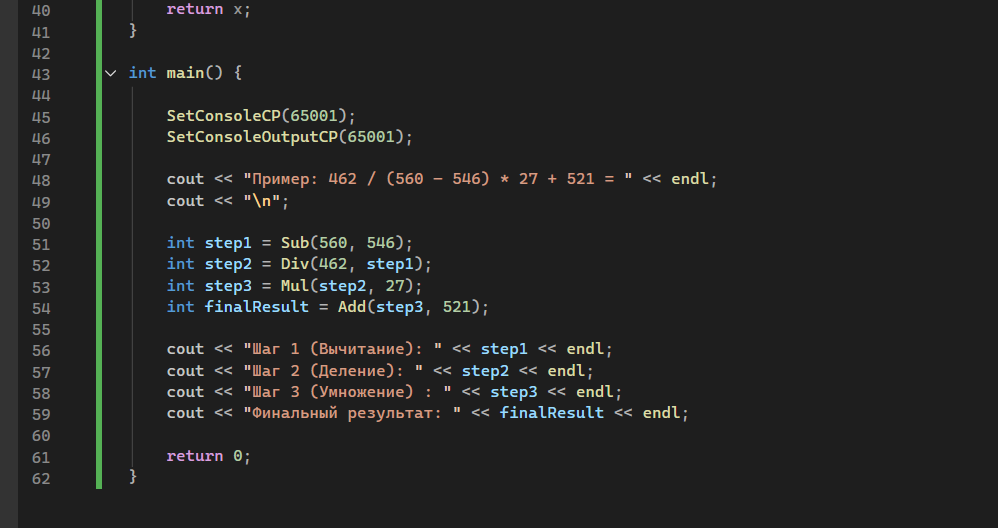 40 return x;
41 }
42
43 int main() {
44
45 SetConsoleCP(65001);
46 SetConsoleOutputCP(65001);
47
48 cout << "Пример: 462 / (560 − 546) * 27 + 521 = " << endl;
49 cout << "\n";
50
51 int step1 = Sub(560, 546);
52 int step2 = Div(462, step1);
53 int step3 = Mul(step2, 27);
54 int finalResult = Add(step3, 521);
55
56 cout << "Шаг 1 (Вычитание): " << step1 << endl;
57 cout << "Шаг 2 (Деление): " << step2 << endl;
58 cout << "Шаг 3 (Умножение) : " << step3 << endl;
59 cout << "Финальный результат: " << finalResult << endl;
60
61 return 0;
62 }